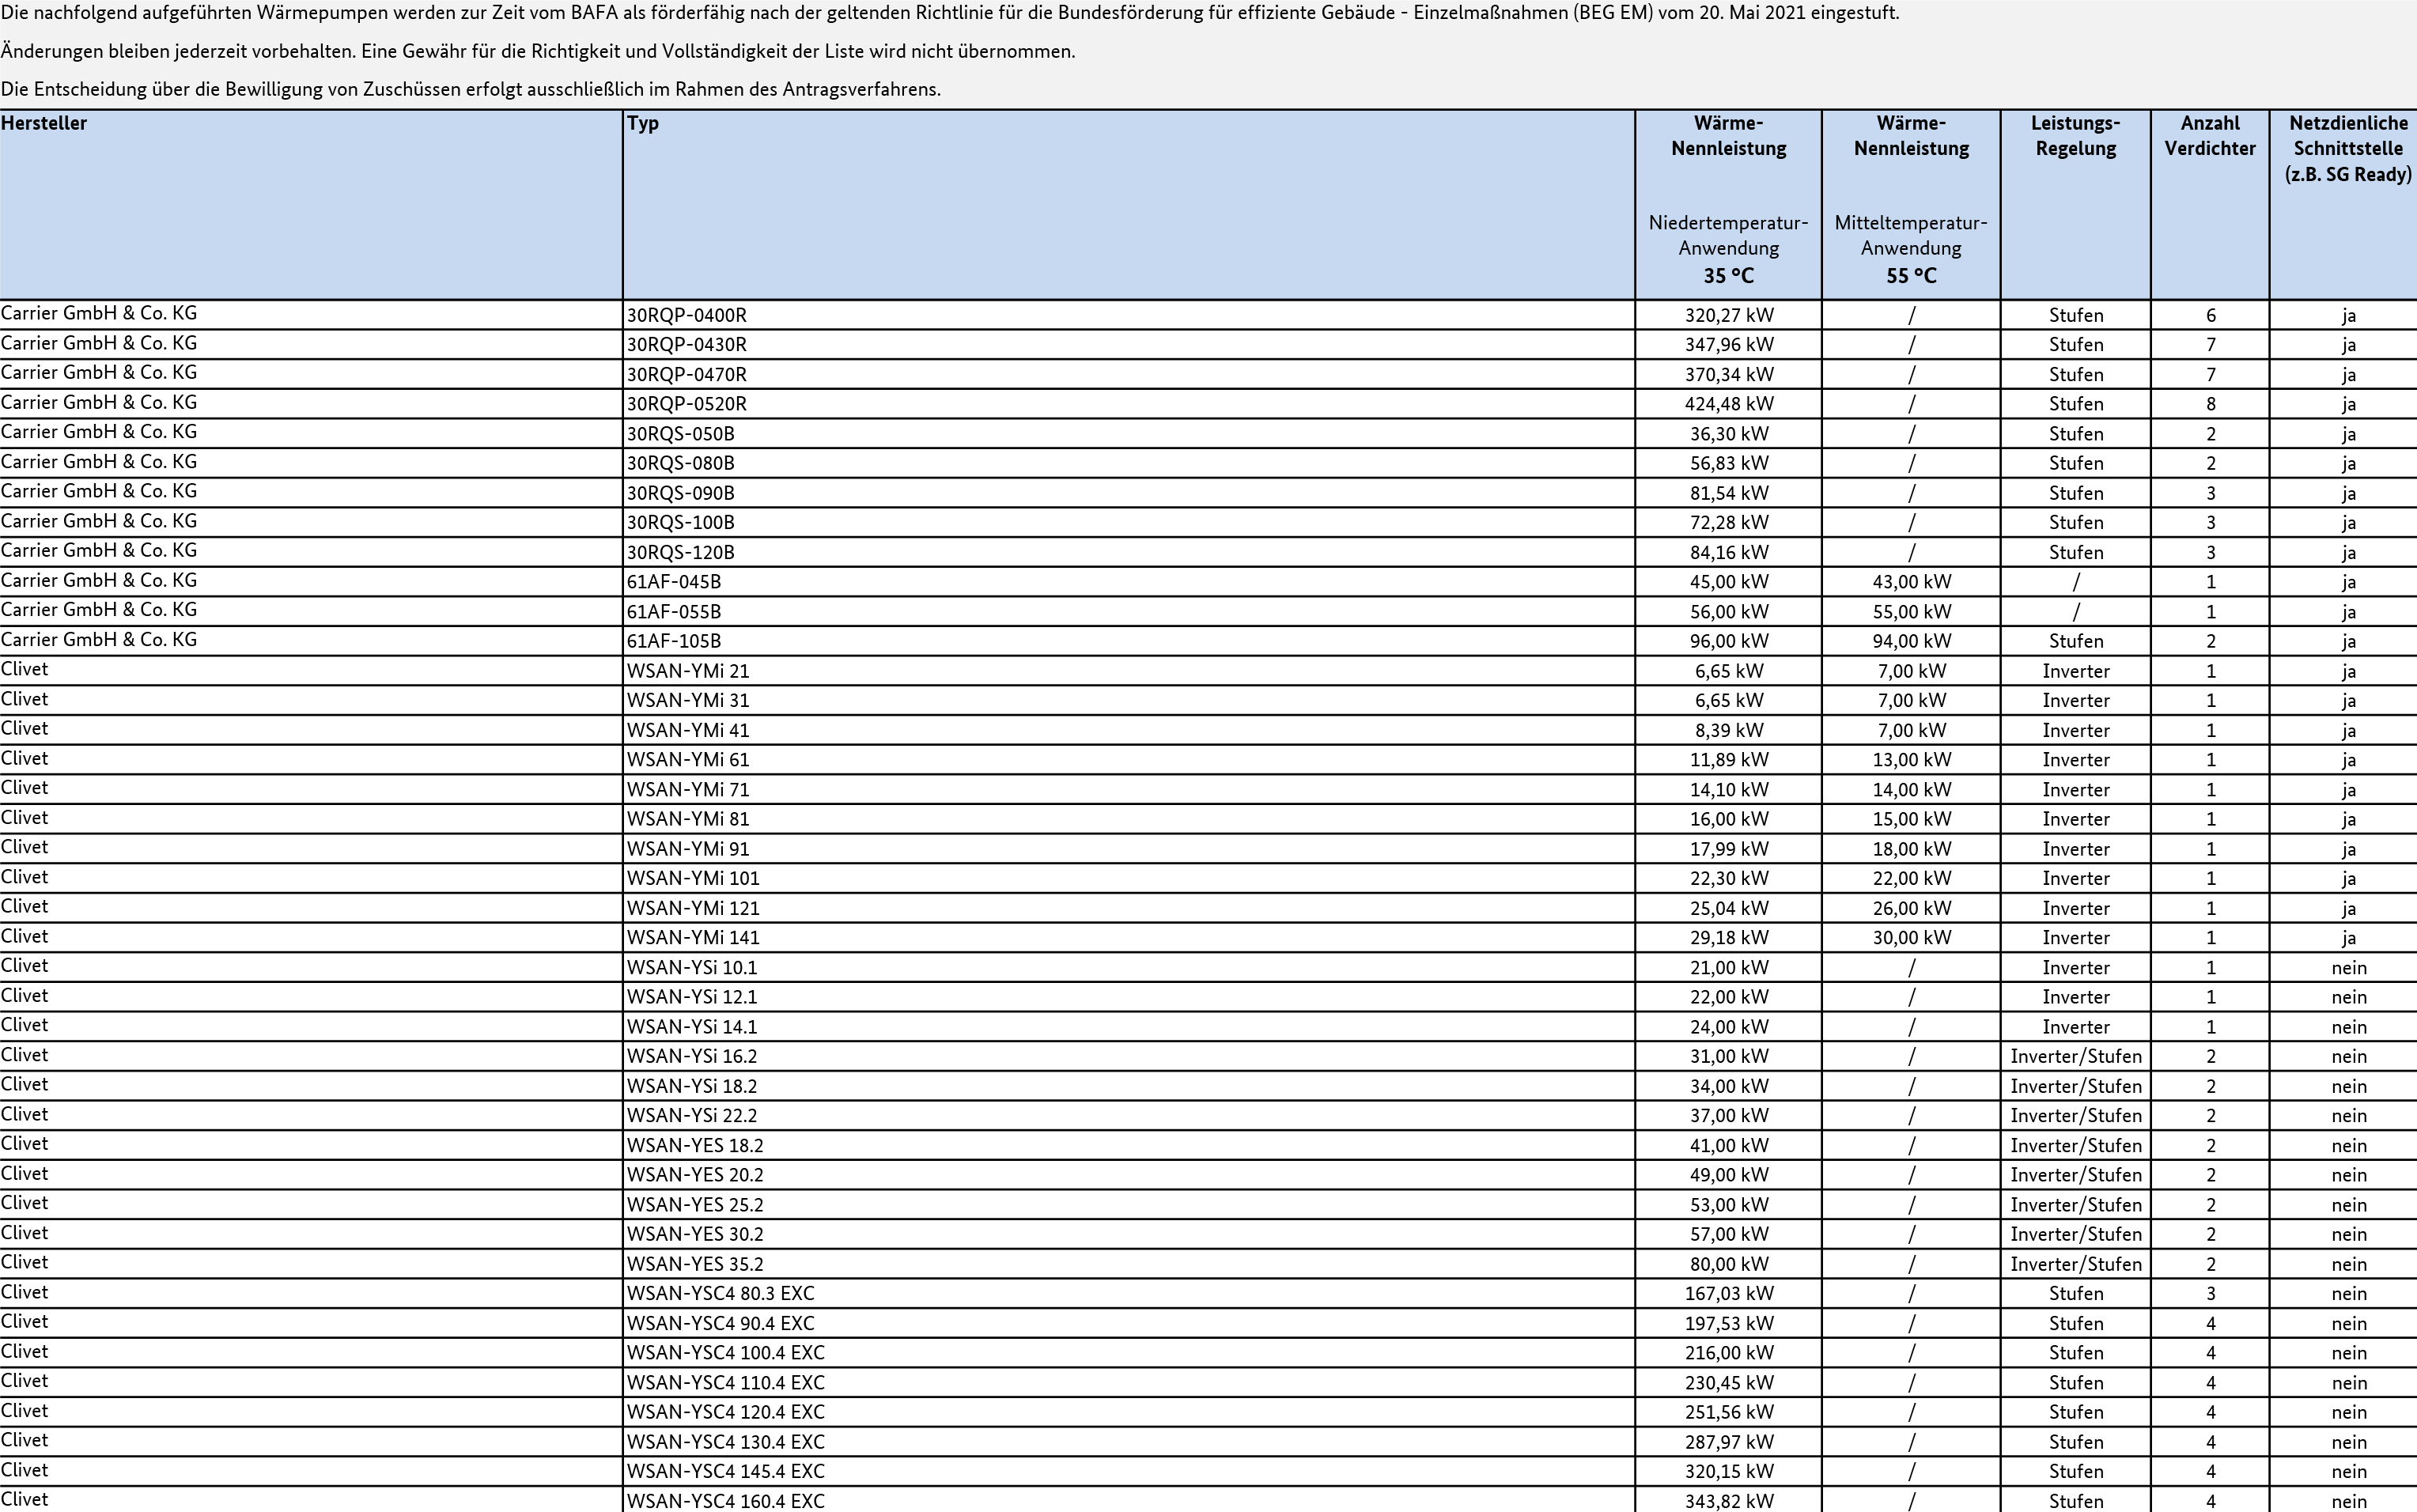 Die nachfolgend aufgeführten Wärmepumpen werden zur Zeit vom BAFA als förderfähig nach der geltenden Richtlinie für die Bundesförderung für effiziente Gebäude - Einzelmaßnahmen (BEG EM) vom 20. Mai 2021 eingestuft.
Änderungen bleiben jederzeit vorbehalten. Eine Gewähr für die Richtigkeit und Vollständigkeit der Liste wird nicht übernommen.
Die Entscheidung über die Bewilligung von Zuschüssen erfolgt ausschließlich im Rahmen des Antragsverfahrens.
Hersteller Typ Wärme- Wärme- Leistungs- Anzahl Netzdienliche
Nennleistung Nennleistung Regelung Verdichter Schnittstelle
(z.B. SG Ready)
Niedertemperatur- Mitteltemperatur-
Anwendung Anwendung
35 °C 55 °C
Carrier GmbH & Co. KG 30RQP-0400R 320,27 kW / Stufen 6 ja
Carrier GmbH & Co. KG 30RQP-0430R 347,96 kW / Stufen 7 ja
Carrier GmbH & Co. KG 30RQP-0470R 370,34 kW / Stufen 7 ja
Carrier GmbH & Co. KG 30RQP-0520R 424,48 kW / Stufen 8 ja
Carrier GmbH & Co. KG 30RQS-050B 36,30 kW / Stufen 2 ja
Carrier GmbH & Co. KG 30RQS-080B 56,83 kW / Stufen 2 ja
Carrier GmbH & Co. KG 30RQS-090B 81,54 kW / Stufen 3 ja
Carrier GmbH & Co. KG 30RQS-100B 72,28 kW / Stufen 3 ja
Carrier GmbH & Co. KG 30RQS-120B 84,16 kW / Stufen 3 ja
Carrier GmbH & Co. KG 61AF-045B 45,00 kW 43,00 kW / 1 ja
Carrier GmbH & Co. KG 61AF-055B 56,00 kW 55,00 kW / 1 ja
Carrier GmbH & Co. KG 61AF-105B 96,00 kW 94,00 kW Stufen 2 ja
Clivet WSAN-YMi 21 6,65 kW 7,00 kW Inverter 1 ja
Clivet WSAN-YMi 31 6,65 kW 7,00 kW Inverter 1 ja
Clivet WSAN-YMi 41 8,39 kW 7,00 kW Inverter 1 ja
Clivet WSAN-YMi 61 11,89 kW 13,00 kW Inverter 1 ja
Clivet WSAN-YMi 71 14,10 kW 14,00 kW Inverter 1 ja
Clivet WSAN-YMi 81 16,00 kW 15,00 kW Inverter 1 ja
Clivet WSAN-YMi 91 17,99 kW 18,00 kW Inverter 1 ja
Clivet WSAN-YMi 101 22,30 kW 22,00 kW Inverter 1 ja
Clivet WSAN-YMi 121 25,04 kW 26,00 kW Inverter 1 ja
Clivet WSAN-YMi 141 29,18 kW 30,00 kW Inverter 1 ja
Clivet WSAN-YSi 10.1 21,00 kW / Inverter 1 nein
Clivet WSAN-YSi 12.1 22,00 kW / Inverter 1 nein
Clivet WSAN-YSi 14.1 24,00 kW / Inverter 1 nein
Clivet WSAN-YSi 16.2 31,00 kW / Inverter/Stufen 2 nein
Clivet WSAN-YSi 18.2 34,00 kW / Inverter/Stufen 2 nein
Clivet WSAN-YSi 22.2 37,00 kW / Inverter/Stufen 2 nein
Clivet WSAN-YES 18.2 41,00 kW / Inverter/Stufen 2 nein
Clivet WSAN-YES 20.2 49,00 kW / Inverter/Stufen 2 nein
Clivet WSAN-YES 25.2 53,00 kW / Inverter/Stufen 2 nein
Clivet WSAN-YES 30.2 57,00 kW / Inverter/Stufen 2 nein
Clivet WSAN-YES 35.2 80,00 kW / Inverter/Stufen 2 nein
Clivet WSAN-YSC4 80.3 EXC 167,03 kW / Stufen 3 nein
Clivet WSAN-YSC4 90.4 EXC 197,53 kW / Stufen 4 nein
Clivet WSAN-YSC4 100.4 EXC 216,00 kW / Stufen 4 nein
Clivet WSAN-YSC4 110.4 EXC 230,45 kW / Stufen 4 nein
Clivet WSAN-YSC4 120.4 EXC 251,56 kW / Stufen 4 nein
Clivet WSAN-YSC4 130.4 EXC 287,97 kW / Stufen 4 nein
Clivet WSAN-YSC4 145.4 EXC 320,15 kW / Stufen 4 nein
Clivet WSAN-YSC4 160.4 EXC 343,82 kW / Stufen 4 nein